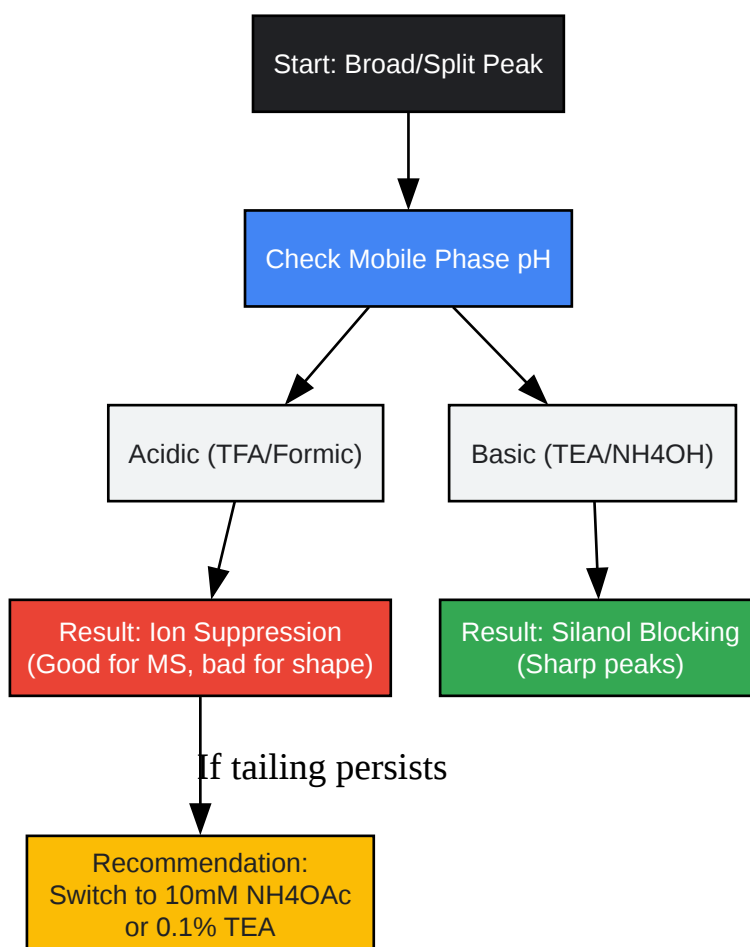 Start: Broad/Split Peak
Check Mobile Phase pH
Acidic (TFA/Formic)
Basic (TEA/NH4OH)
Result: Ion Suppression
(Good for MS, bad for shape)
Result: Silanol Blocking
(Sharp peaks)
If tailing persists
Recommendation:
Switch to 10mM NH4OAc
or 0.1% TEA